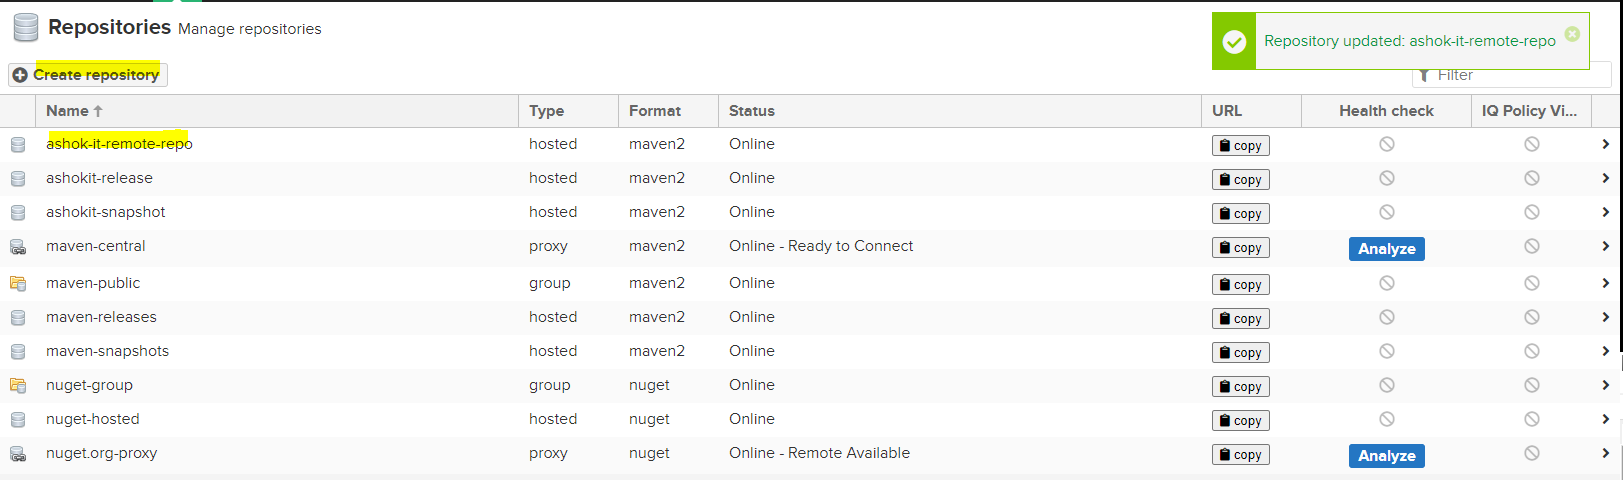 Repositories Manage repositories
Repository updated: ashok-it-remote-repo
Create repository
Filter
Name Type Format Status URL Health check IQ Policy Vi...
ashok-it-remote-repo hosted maven2 Online copy
ashokit-release hosted maven2 Online copy
ashokit-snapshot hosted maven2 Online copy
maven-central proxy maven2 Online - Ready to Connect copy Analyze
maven-public group maven2 Online copy
maven-releases hosted maven2 Online copy
maven-snapshots hosted maven2 Online copy
nuget-group group nuget Online copy
nuget-hosted hosted nuget Online copy
nuget.org-proxy proxy nuget Online - Remote Available copy Analyze